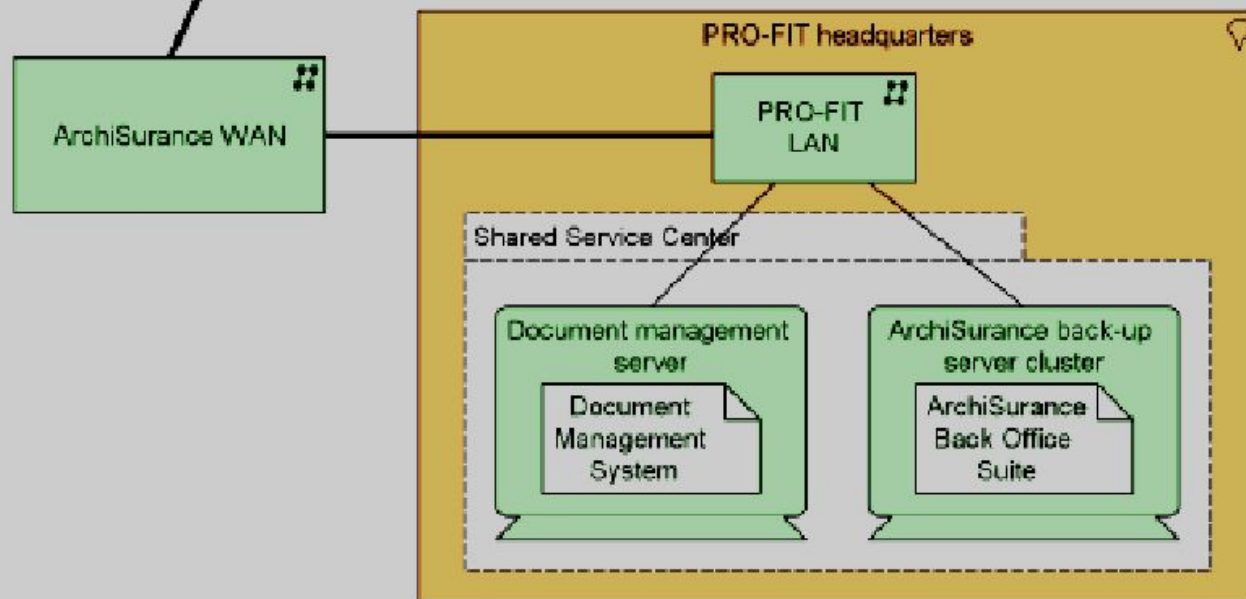 PRO-FIT headquarters
ArchiSurance WAN
PRO-FIT
LAN
Shared Service Center
Document management
server
Document
Management
System
ArchiSurance back-up
server cluster
ArchiSurance
Back Office
Suite